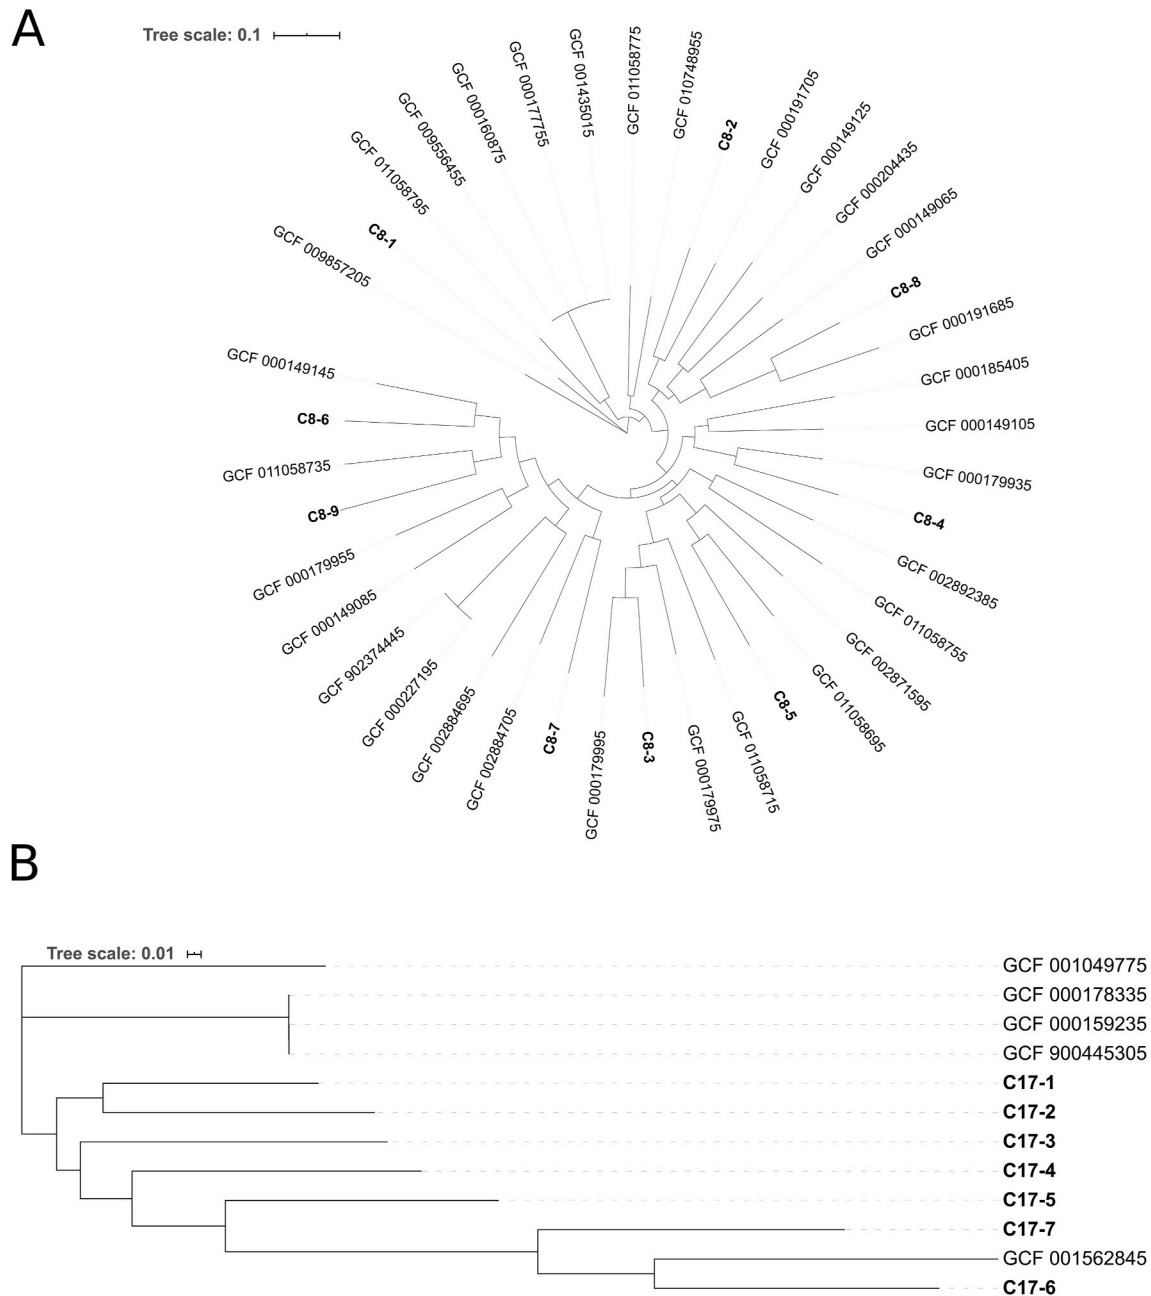 A
Tree scale: 0.1
GCF 009857205
C8-1
GCF 011058795
GCF 009556455
GCF 000160875
GCF 000177755
GCF 001435015
GCF 011058775
GCF 010748955
C8-2
GCF 000191705
GCF 000149125
GCF 000204435
GCF 000149065
C8-8
GCF 000191685
GCF 000185405
GCF 000149105
GCF 000179935
C8-4
GCF 002892385
GCF 011058755
GCF 002871595
GCF 011058695
C8-5
GCF 011058715
GCF 000179975
C8-3
GCF 000179995
C8-7
GCF 002884705
GCF 002884695
GCF 000227195
GCF 902374445
GCF 000149085
GCF 000179955
C8-9
GCF 011058735
C8-6
GCF 000149145
B
Tree scale: 0.01
GCF 001049775
GCF 000178335
GCF 000159235
GCF 900445305
C17-1
C17-2
C17-3
C17-4
C17-5
C17-7
GCF 001562845
C17-6